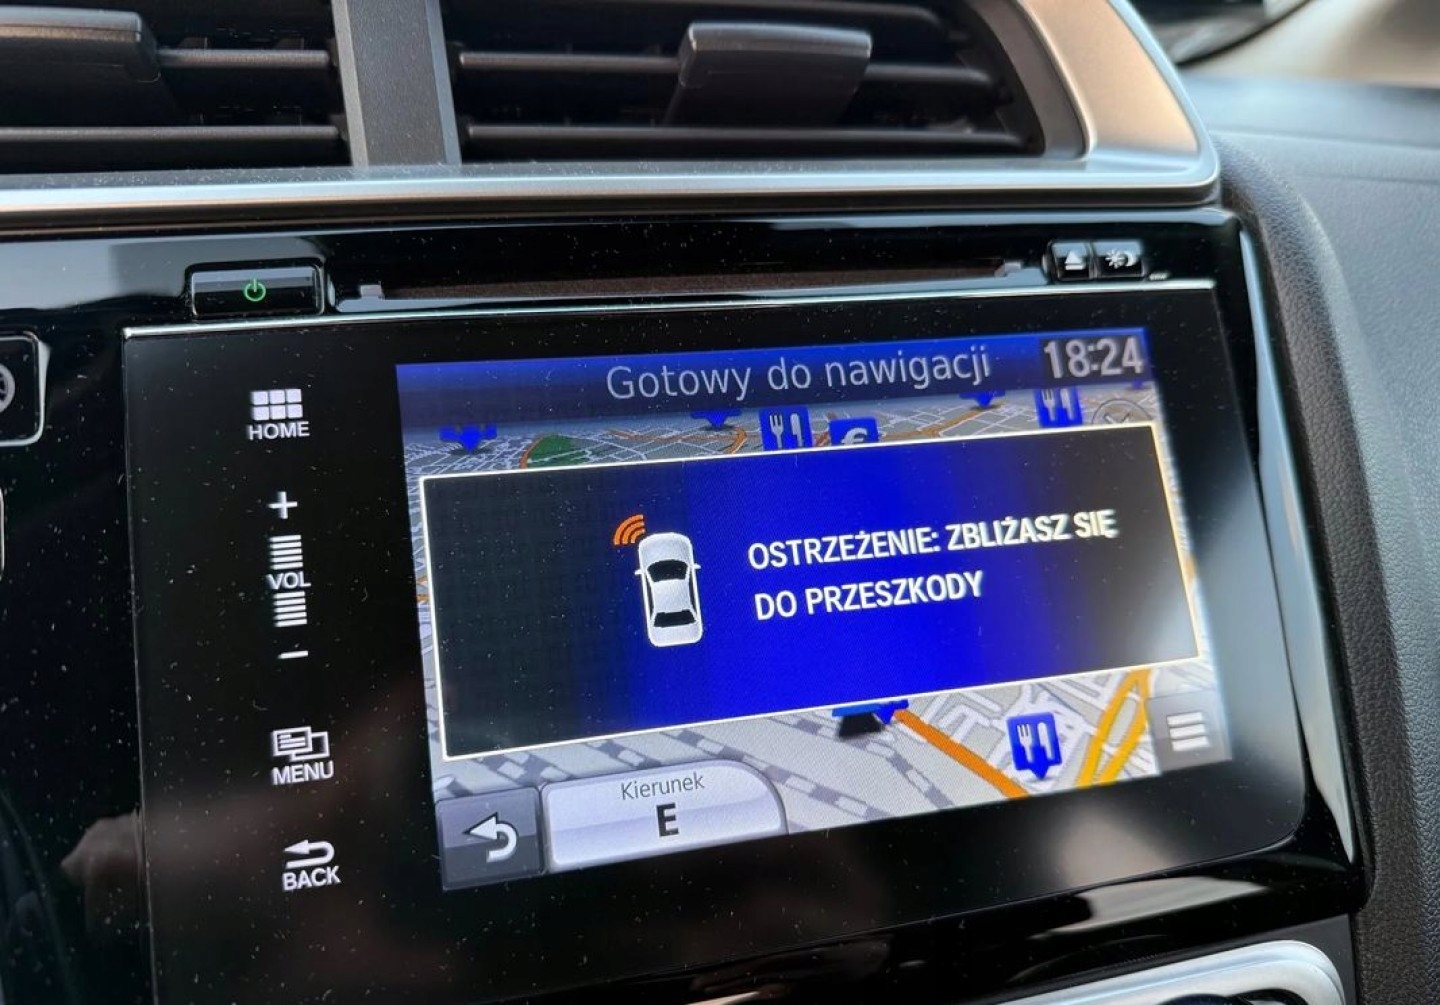 Gotowy do nawigacji 18:24
HOME
+
VOL
-
MENU
BACK
OSTRZEŻENIE: ZBLIŻASZ SIĘ
DO PRZESZKODY
Kierunek
E